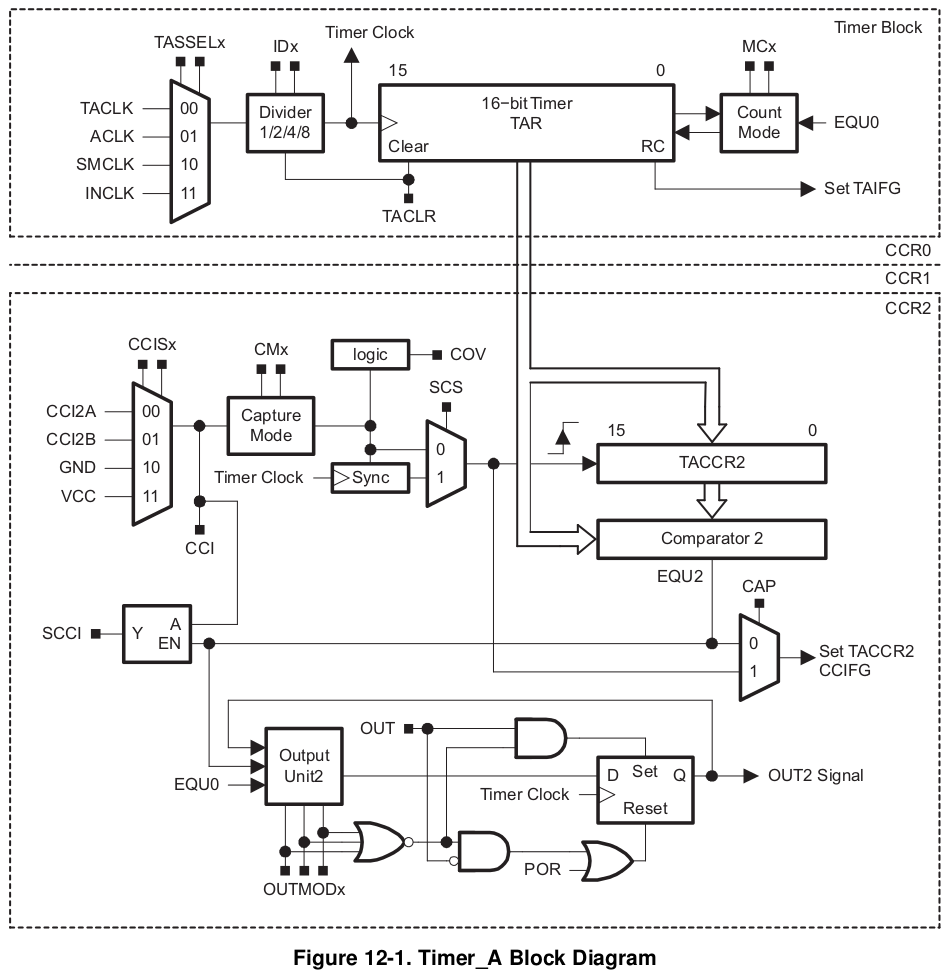 Timer Block
Timer Clock
TASSELx
IDx
15
0
MCx
TACLK
ACLK
SMCLK
INCLK
00
01
10
11
Divider
1/2/4/8
16−bit Timer
TAR
Clear
RC
Count
Mode
EQU0
Set TAIFG
TACLR
CCR0
CCR1
CCR2
CCISx
CMx
logic
COV
SCS
CCI2A
CCI2B
GND
VCC
00
01
10
11
Capture
Mode
Timer Clock
Sync
0
1
15
0
TACCR2
CCI
Comparator 2
EQU2
CAP
SCCI
Y
A
EN
0
1
Set TACCR2
CCIFG
OUT
Output
Unit2
EQU0
D
Set
Q
Timer Clock
Reset
OUT2 Signal
POR
OUTMODx
Figure 12-1. Timer_A Block Diagram